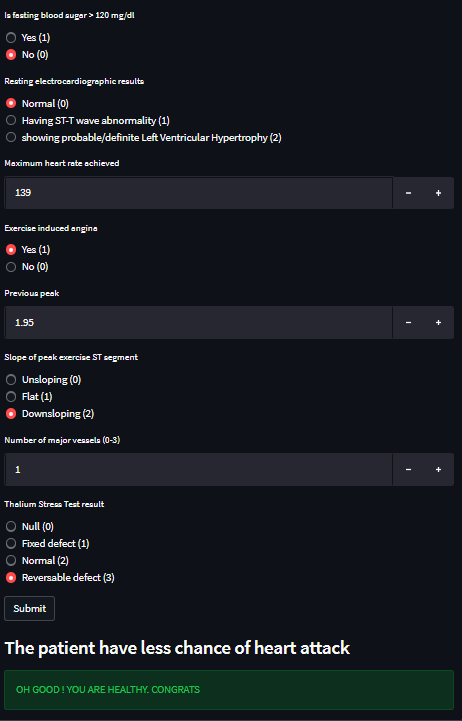 Is fasting blood sugar > 120 mg/dl
Yes (1)
No (0)
Resting electrocardiographic results
Normal (0)
Having ST-T wave abnormality (1)
showing probable/definite Left Ventricular Hypertrophy (2)
Maximum heart rate achieved
139
Exercise induced angina
Yes (1)
No (0)
Previous peak
1.95
Slope of peak exercise ST segment
Unsloping (0)
Flat (1)
Downsloping (2)
Number of major vessels (0-3)
1
Thalium Stress Test result
Null (0)
Fixed defect (1)
Normal (2)
Reversable defect (3)
Submit
The patient have less chance of heart attack
OH GOOD ! YOU ARE HEALTHY. CONGRATS